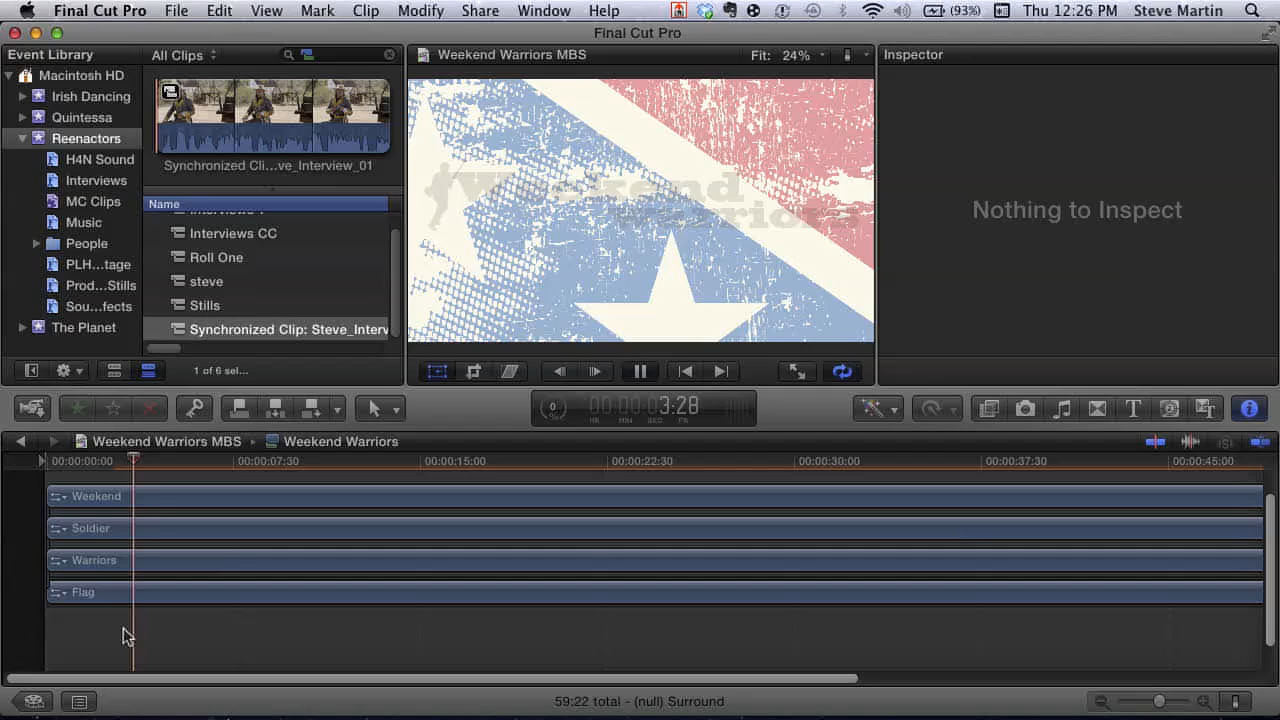 Final Cut Pro File Edit View Mark Clip Modify Share Window Help (93%) Thu 12:26 PM Steve Martin
Final Cut Pro
Event Library
All Clips
Weekend Warriors MBS
Fit: 24%
Inspector
Macintosh HD
Irish Dancing
Quintessa
Reenactors
H4N Sound
Interviews
MC Clips
Music
People
PLH...tage
Prod...Stills
Sou...fects
The Planet
Synchronized Cli...ve_Interview_01
Name
Interviews CC
Roll One
steve
Stills
Synchronized Clip: Steve_Interv
Weekend
warriors
Nothing to Inspect
1 of 6 sel...
0
%
00:00:03:28
HR MIN SEC FR
Weekend Warriors MBS
Weekend Warriors
00:00:00:00 00:00:07:30 00:00:15:00 00:00:22:30 00:00:30:00 00:00:37:30 00:00:45:00
Weekend
Soldier
Warriors
Flag
59:22 total - (null) Surround